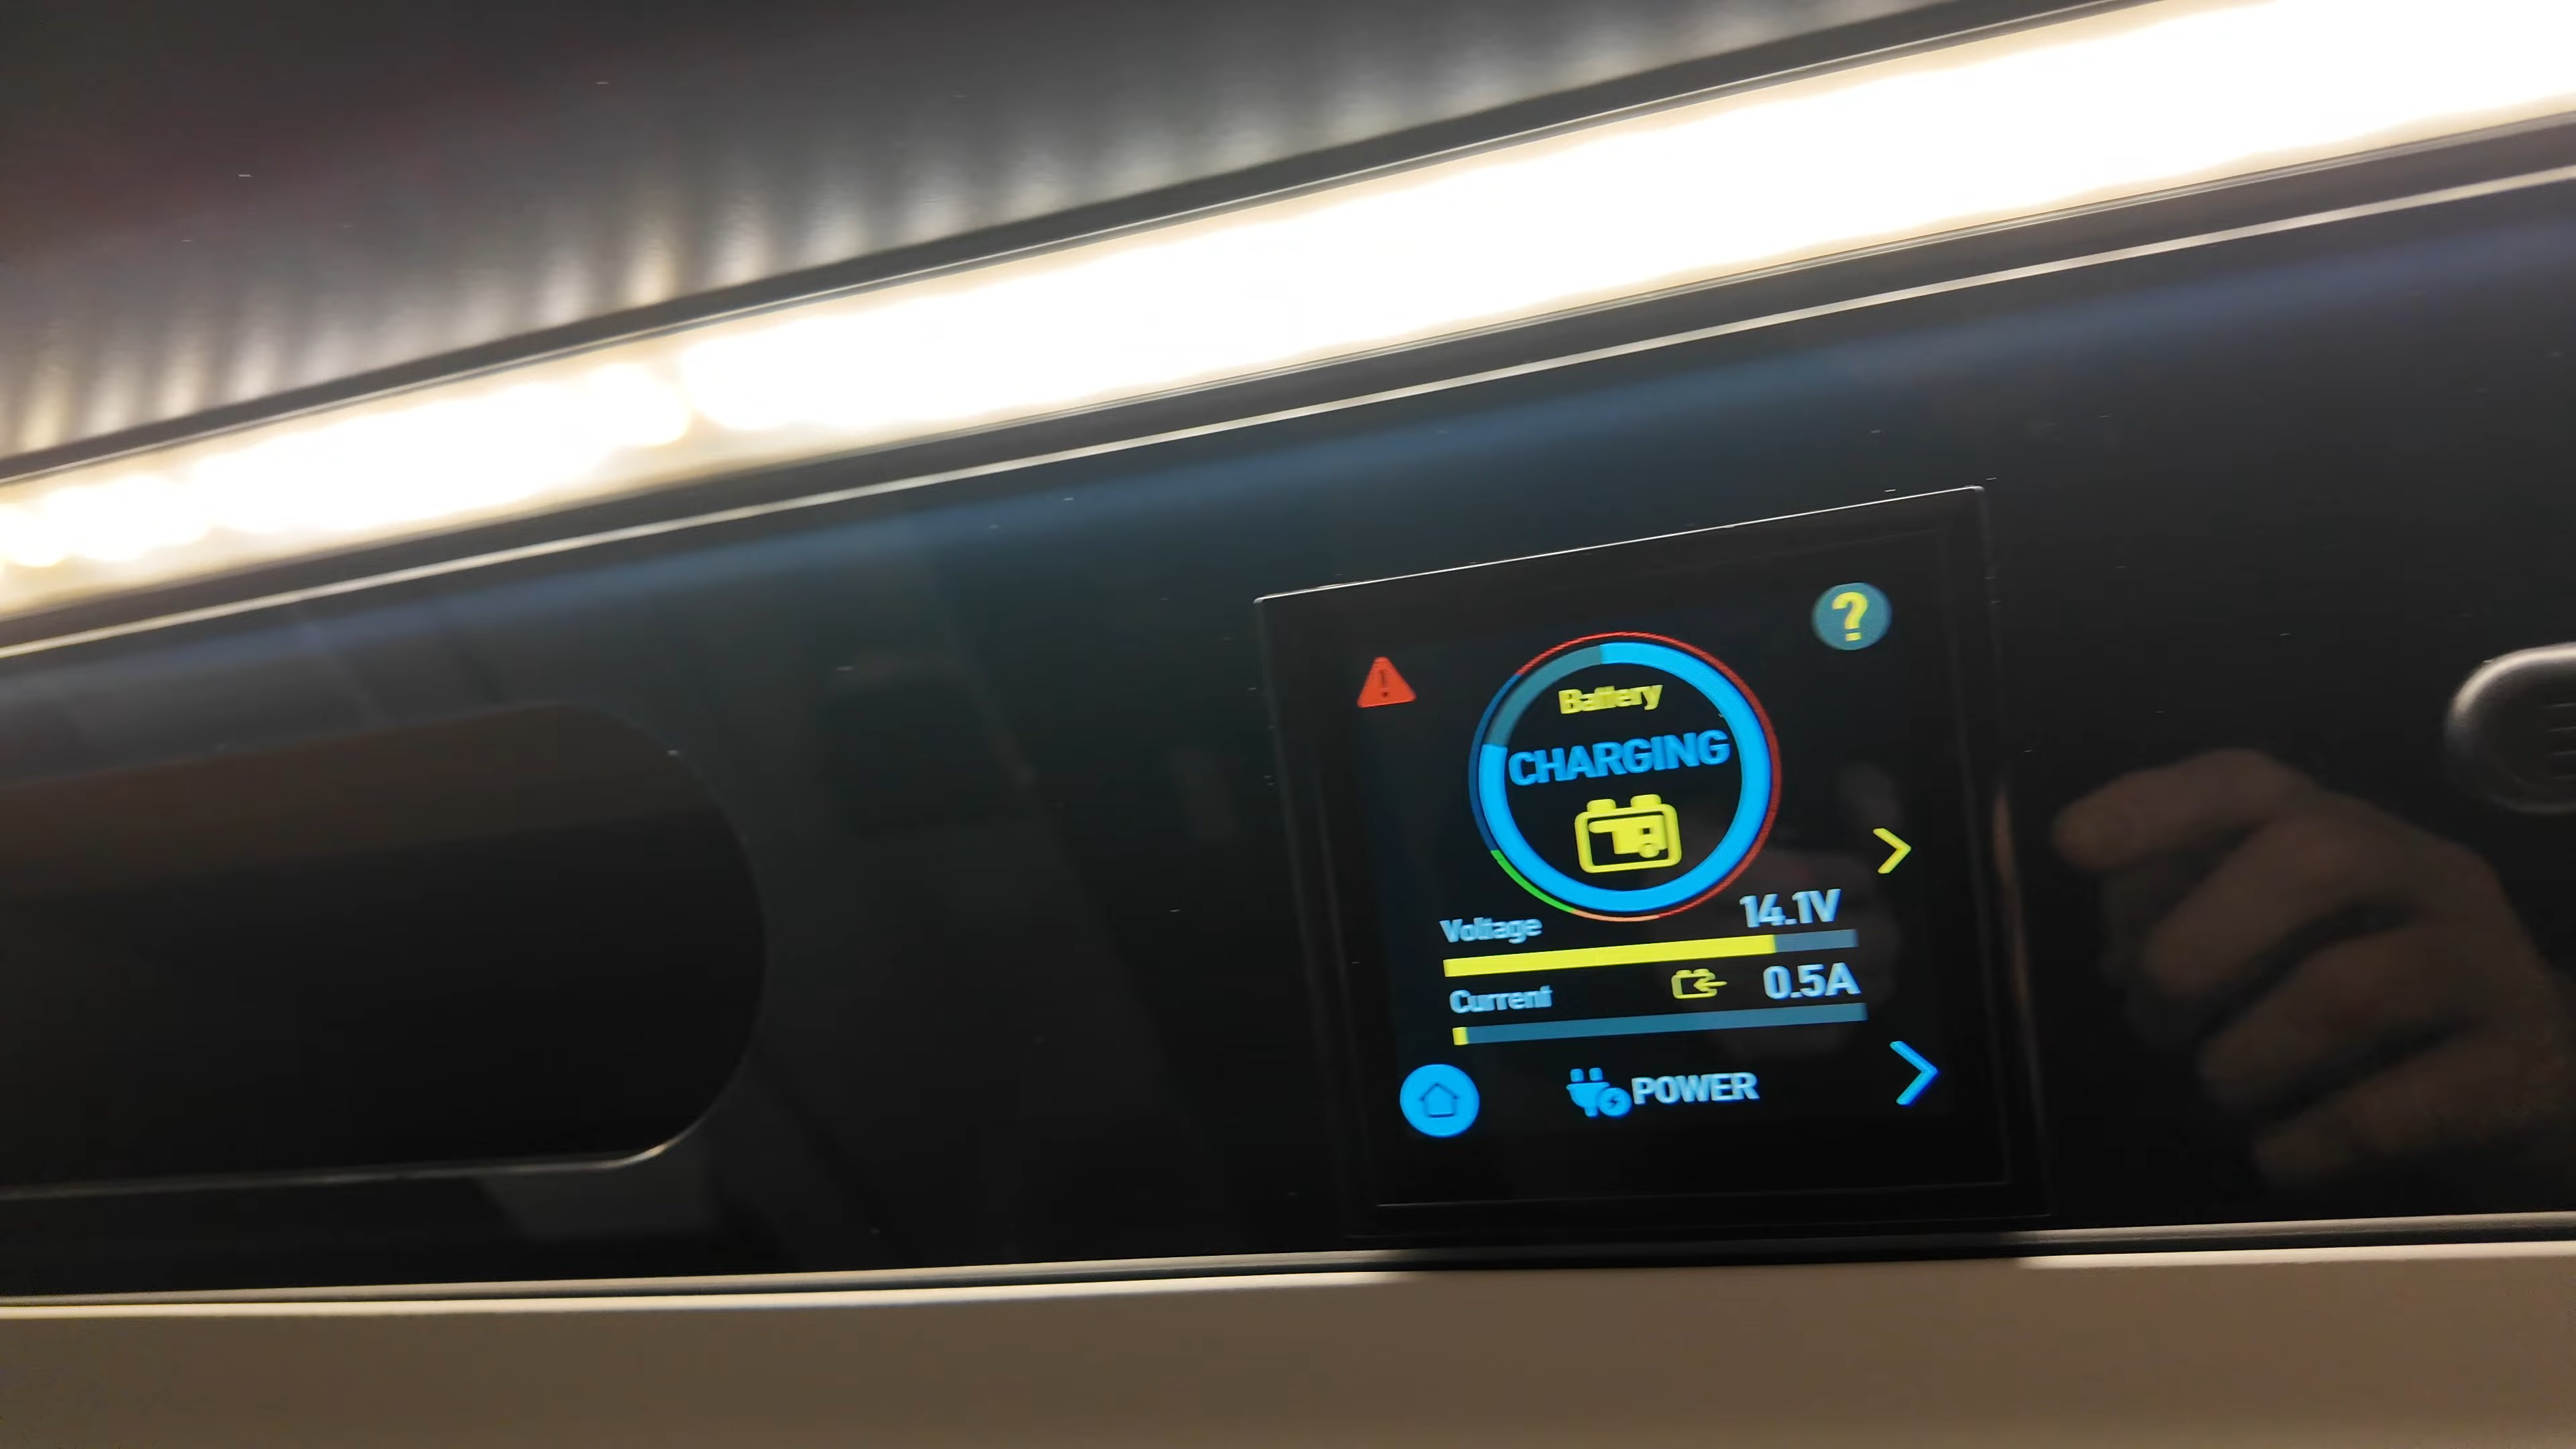 ?
Battery
CHARGING
14.1V
Voltage
0.5A
Current
POWER